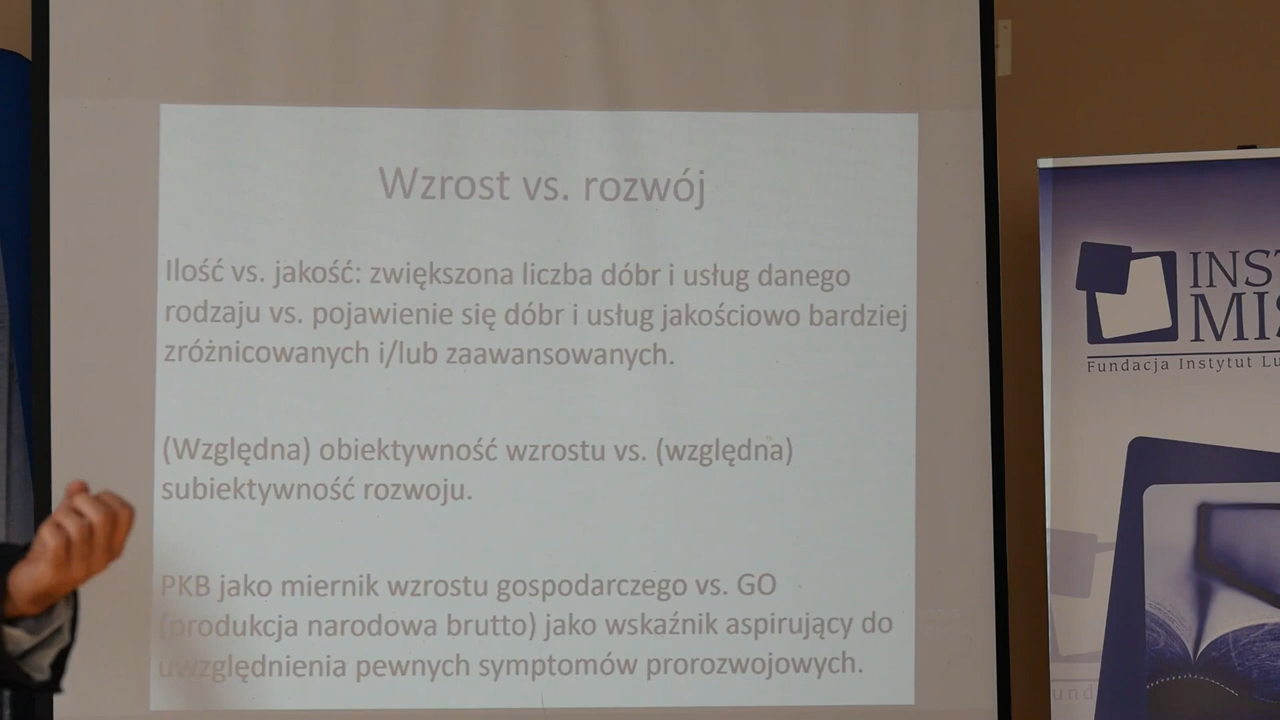 Wzrost vs. rozwój
Ilość vs. jakość: zwiększona liczba dóbr i usług danego
rodzaju vs. pojawienie się dóbr i usług jakościowo bardziej
zróżnicowanych i/lub zaawansowanych.
(Względna) obiektywność wzrostu vs. (względna)
subiektywność rozwoju.
PKB jako miernik wzrostu gospodarczego vs. GO
(produkcja narodowa brutto) jako wskaźnik aspirujący do
uwzględnienia pewnych symptomów prorozwojowych.
INST
MIS
Fundacja Instytut Lu